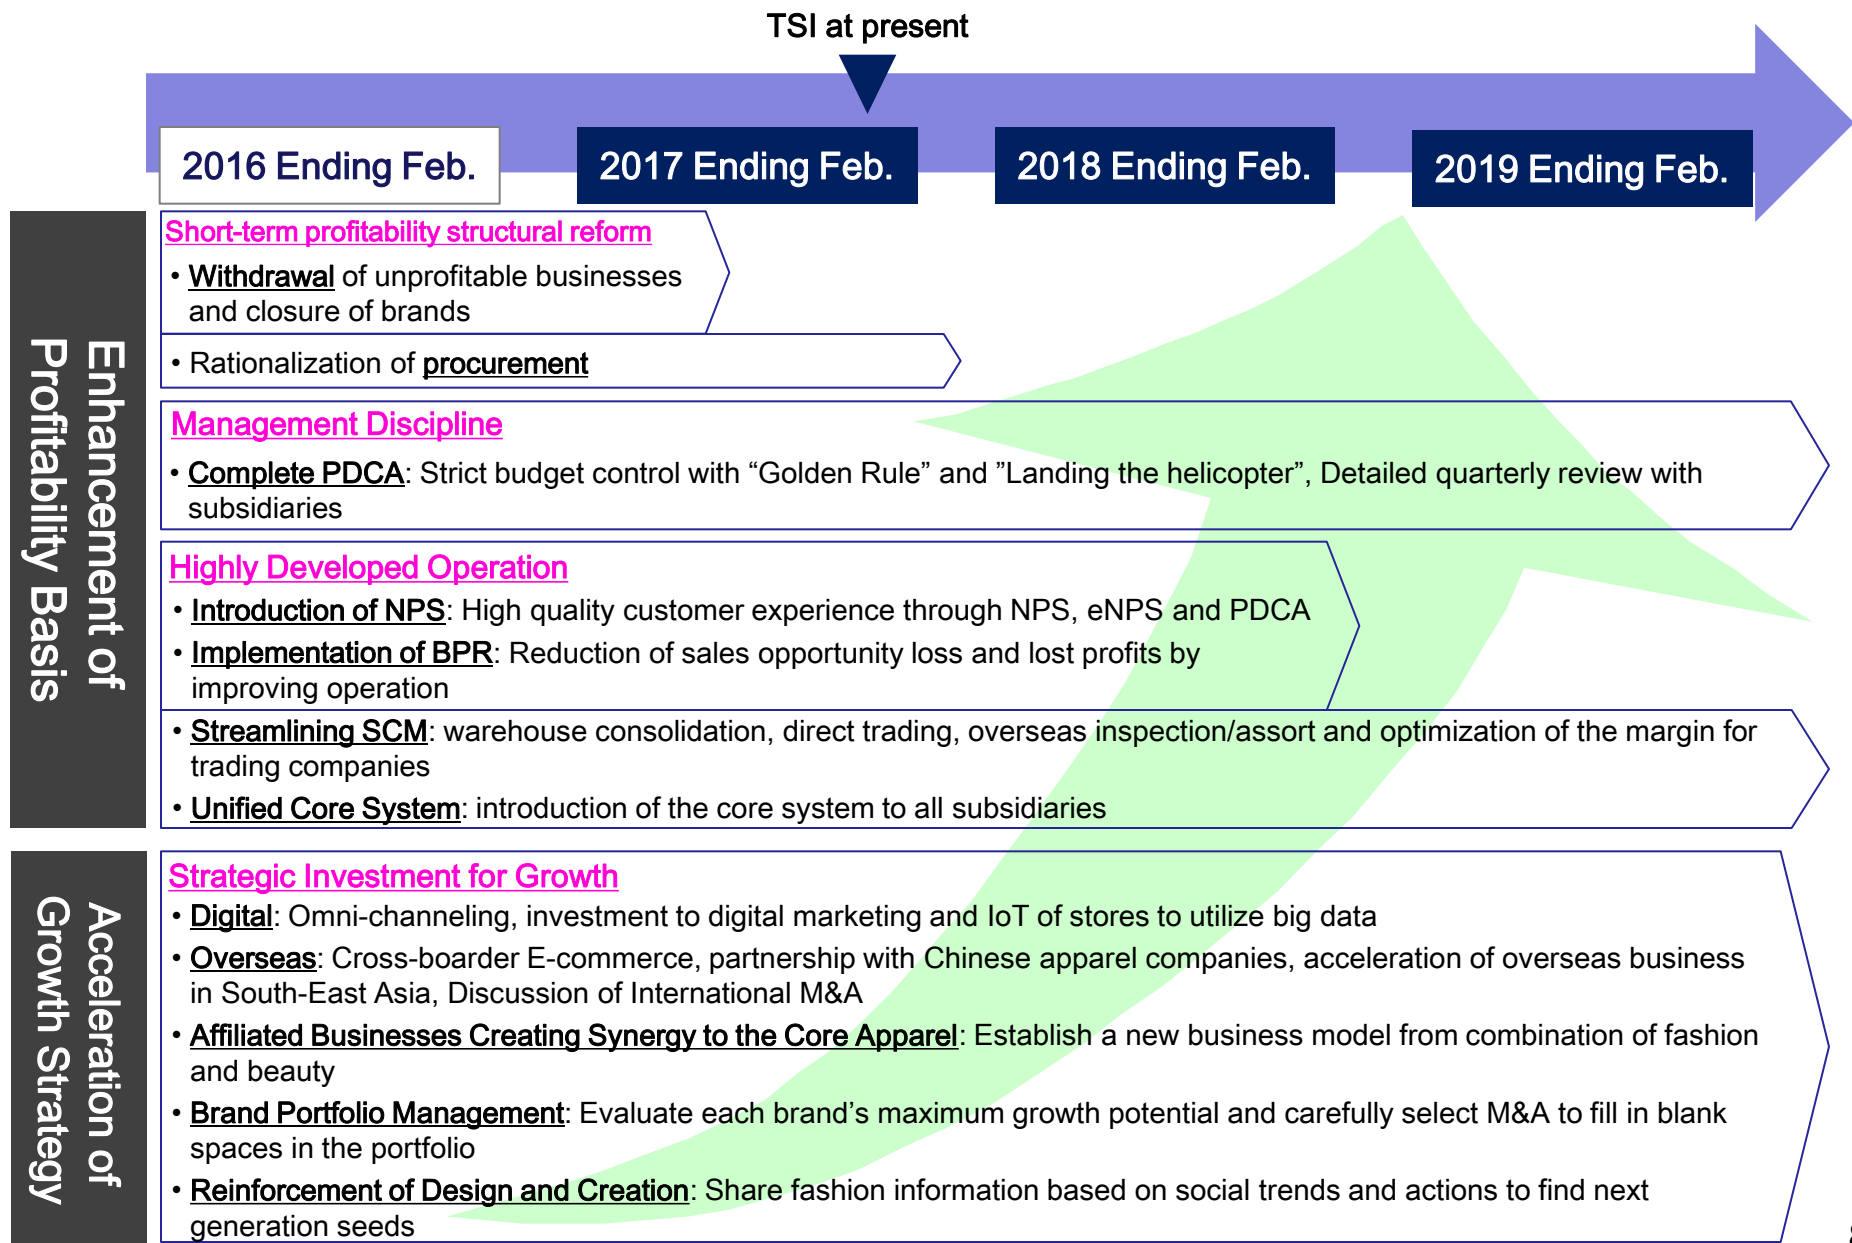 TSI at present
2016 Ending Feb.
2017 Ending Feb.
2018 Ending Feb.
2019 Ending Feb.
Enhancement of
Profitability Basis
Short-term profitability structural reform
• Withdrawal of unprofitable businesses
and closure of brands
• Rationalization of procurement
Management Discipline
• Complete PDCA: Strict budget control with “Golden Rule” and ”Landing the helicopter”, Detailed quarterly review with
subsidiaries
Highly Developed Operation
• Introduction of NPS: High quality customer experience through NPS, eNPS and PDCA
• Implementation of BPR: Reduction of sales opportunity loss and lost profits by
improving operation
• Streamlining SCM: warehouse consolidation, direct trading, overseas inspection/assort and optimization of the margin for
trading companies
• Unified Core System: introduction of the core system to all subsidiaries
Acceleration of
Growth Strategy
Strategic Investment for Growth
• Digital: Omni-channeling, investment to digital marketing and IoT of stores to utilize big data
• Overseas: Cross-boarder E-commerce, partnership with Chinese apparel companies, acceleration of overseas business
in South-East Asia, Discussion of International M&A
• Affiliated Businesses Creating Synergy to the Core Apparel: Establish a new business model from combination of fashion
and beauty
• Brand Portfolio Management: Evaluate each brand’s maximum growth potential and carefully select M&A to fill in blank
spaces in the portfolio
• Reinforcement of Design and Creation: Share fashion information based on social trends and actions to find next
generation seeds